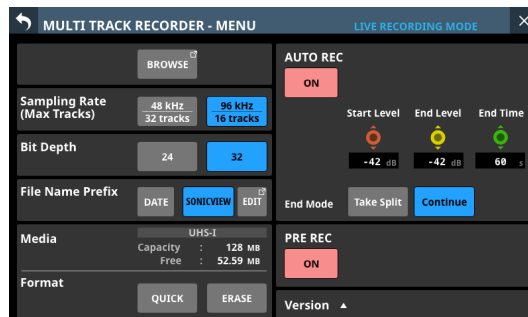 MULTI TRACK RECORDER - MENU
LIVE RECORDING MODE
BROWSE
Sampling Rate
(Max Tracks)
48 kHz
32 tracks
96 kHz
16 tracks
Bit Depth
24
32
File Name Prefix
DATE
SONICVIEW
EDIT
Media
UHS-I
Capacity : 128 MB
Free : 52.59 MB
Format
QUICK
ERASE
AUTO REC
ON
Start Level
End Level
End Time
-42 dB
-42 dB
60 s
End Mode
Take Split
Continue
PRE REC
ON
Version